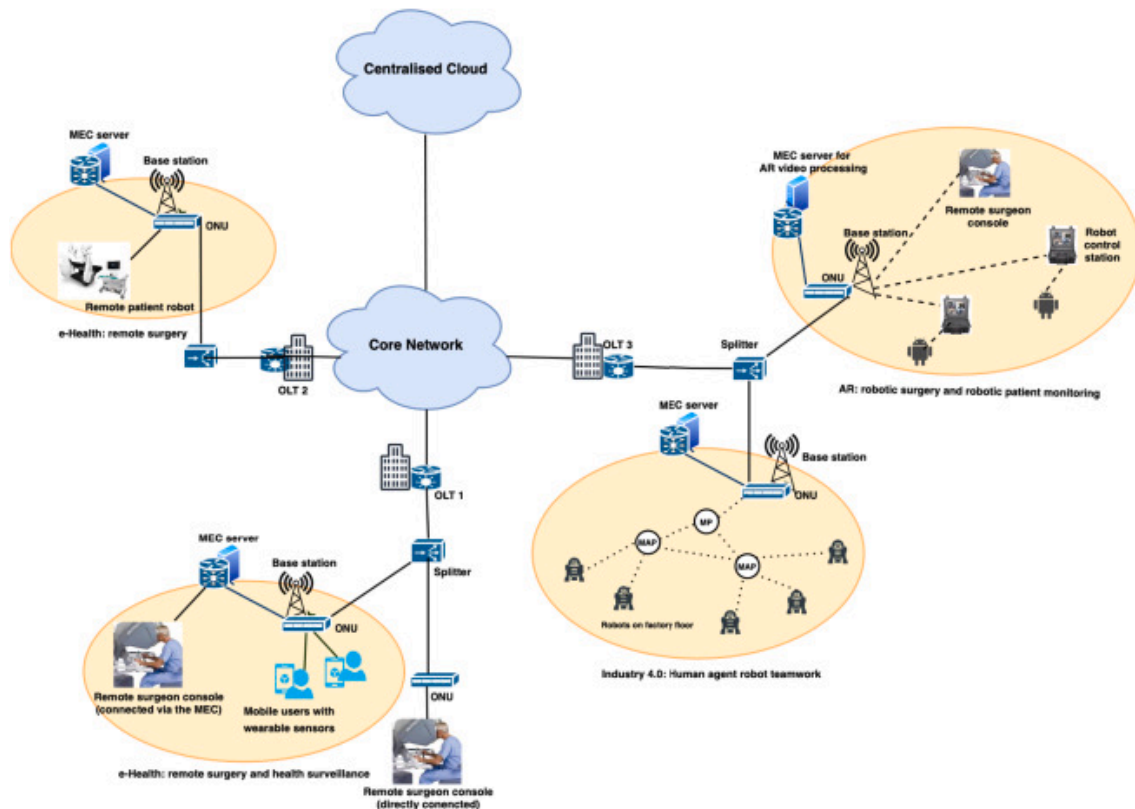 Centralised Cloud
MEC server
Base station
ONU
Remote patient robot
e-Health: remote surgery
OLT 2
Core Network
OLT 3
Splitter
MEC server for
AR video processing
Base station
ONU
Remote surgeon
console
Robot
control
station
AR: robotic surgery and robotic patient monitoring
MEC server
Base station
ONU
MP
MAP
MAP
Robots on factory floor
Industry 4.0: Human agent robot teamwork
OLT 1
Splitter
MEC server
Base station
ONU
Remote surgeon console
(connected via the MEC)
Mobile users with
wearable sensors
e-Health: remote surgery and health surveillance
ONU
Remote surgeon console
(directly conencted)